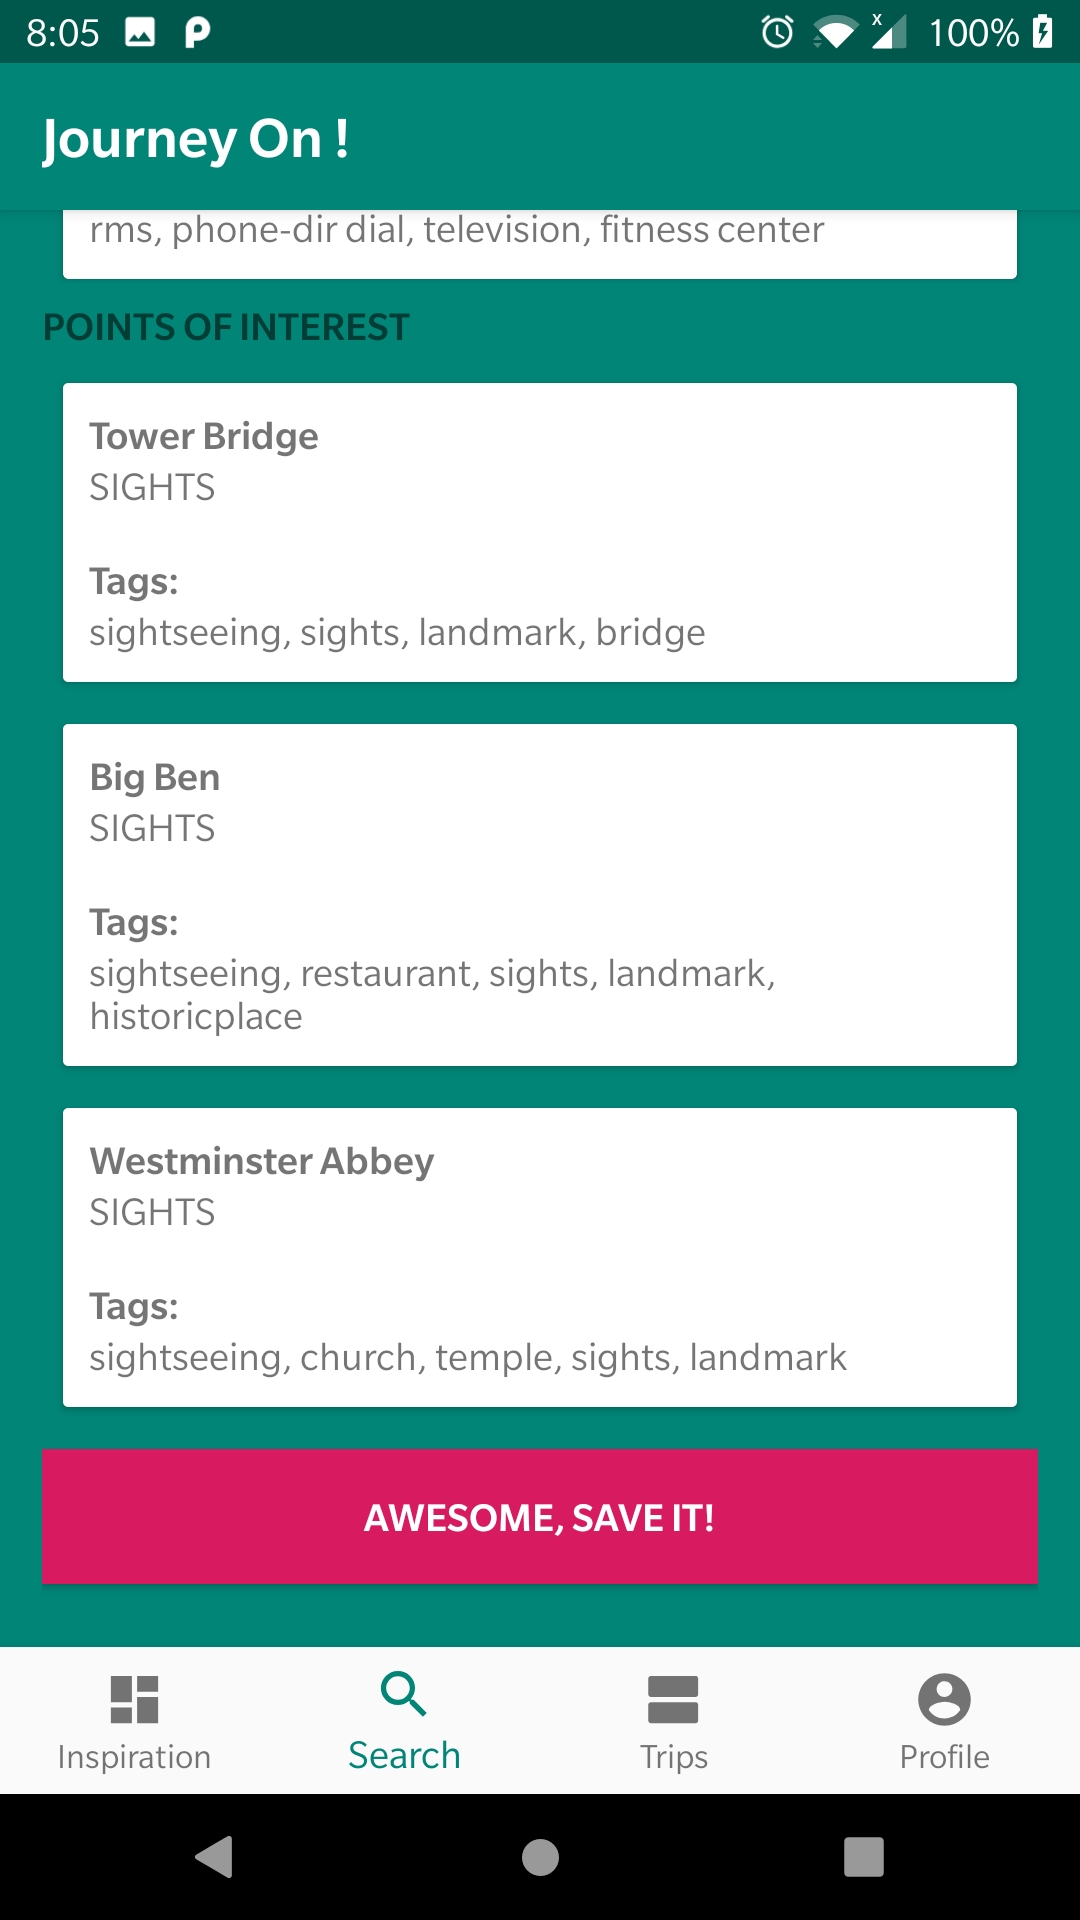 8:05
x
100%
Journey On !
rms, phone-dir dial, television, fitness center
POINTS OF INTEREST
Tower Bridge
SIGHTS
Tags:
sightseeing, sights, landmark, bridge
Big Ben
SIGHTS
Tags:
sightseeing, restaurant, sights, landmark,
historicplace
Westminster Abbey
SIGHTS
Tags:
sightseeing, church, temple, sights, landmark
AWESOME, SAVE IT!
Inspiration
Search
Trips
Profile